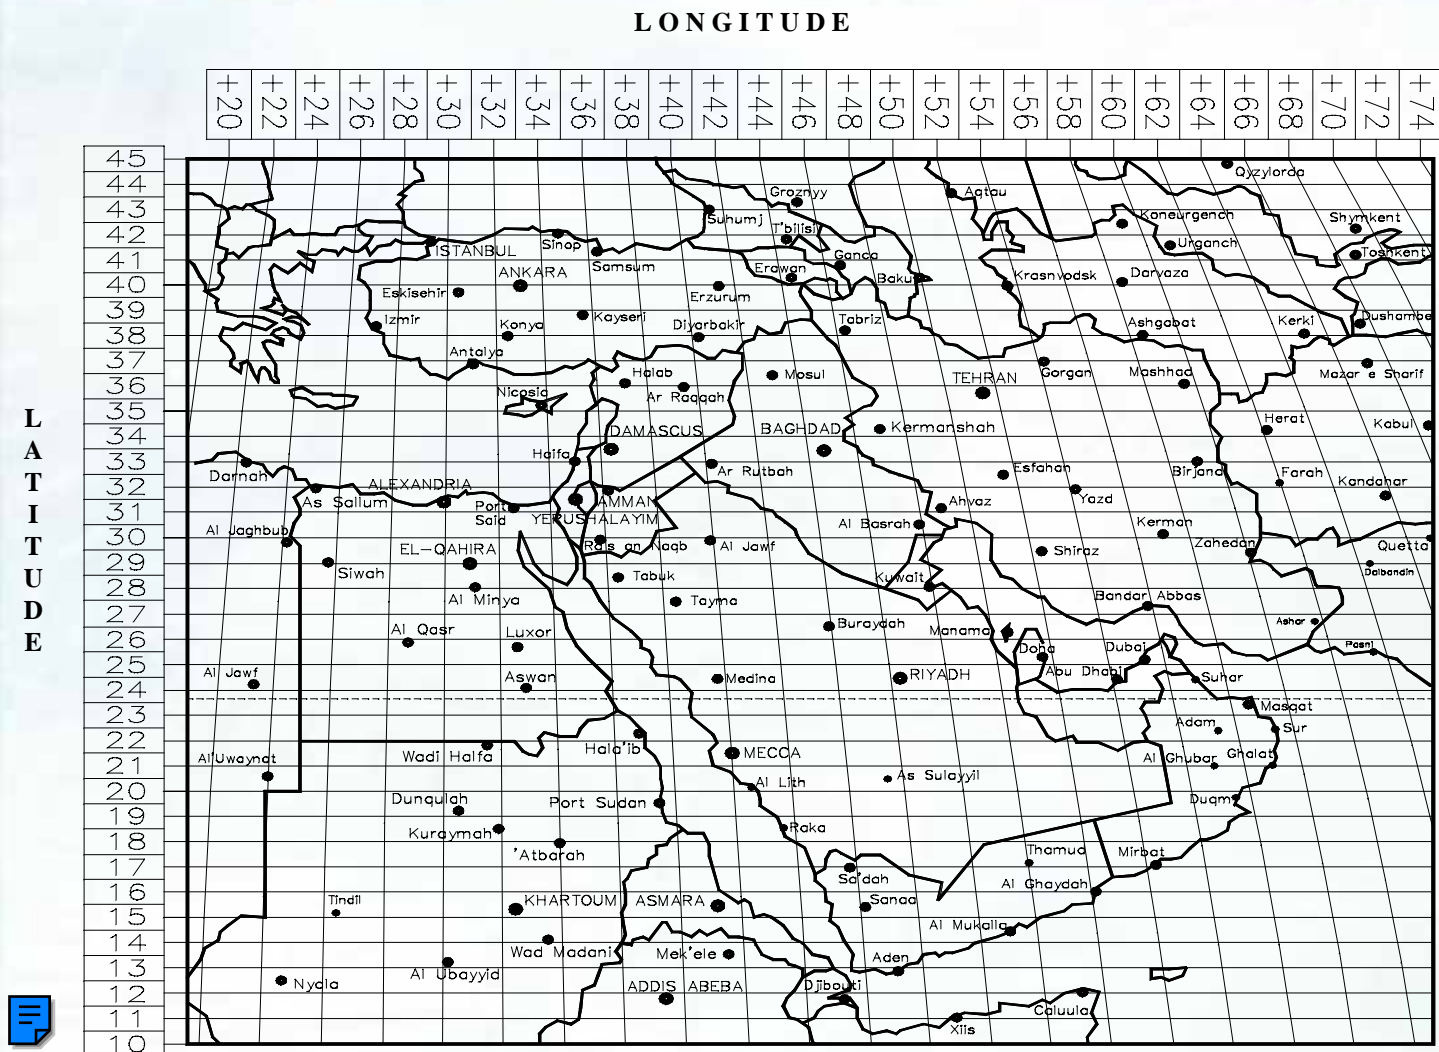 LONGITUDE
+20 +22 +24 +26 +28 +30 +32 +34 +36 +38 +40 +42 +44 +46 +48 +50 +52 +54 +56 +58 +60 +62 +64 +66 +68 +70 +72 +74
LATITUDE
45
44
43
42
41
40
39
38
37
36
35
34
33
32
31
30
29
28
27
26
25
24
23
22
21
20
19
18
17
16
15
14
13
12
11
10
Qyzylorda
Groznyy
Aqtau
Suhumj
Koneurgench
Shymkent
T'bilisi
Sinop
Urganch
ISTANBUL
Toshkent
Ganca
Samsum
Erawan
ANKARA
Baku
Krasnvodsk
Darvaza
Eskisehir
Erzurum
Izmir
Kayseri
Tabriz
Dushambe
Konya
Diyarbakir
Ashgabat
Kerki
Antalya
Halab
Mosul
TEHRAN
Gorgan
Mashhad
Mazar e Sharif
Nicosia
Ar Raqqah
Herat
Kabul
DAMASCUS
BAGHDAD
Kermanshah
Haifa
Darnah
Ar Rutbah
Esfahan
Birjand
Farah
Kandahar
ALEXANDRIA
As Sallum
Port Said
AMMAN
Ahvaz
Yazd
YERUSHALAYIM
Al Basrah
Kerman
Al Jaghbub
Ra's an Naqb
Al Jawf
Shiraz
Zahedan
Quetta
EL-QAHIRA
Siwah
Tabuk
Kuwait
Dalbandin
Al Minya
Tayma
Bandar Abbas
Al Qasr
Luxor
Buraydah
Manama
Ashar
Doha
Dubai
Pasni
Al Jawf
Aswan
Medina
RIYADH
Abu Dhabi
Suhar
Masqat
Adam
Sur
Wadi Halfa
Hala'ib
MECCA
Al Ghubar
Ghalat
Al'Uwaynat
Al Lith
As Sulayyil
Dunqulah
Port Sudan
Duqm
Kuraymah
Raka
'Atbarah
Thamud
Mirbat
Sa'dah
Al Ghaydah
Tindil
KHARTOUM
ASMARA
Sanaa
Al Mukalla
Wad Madani
Mek'ele
Aden
Al Ubayyid
Nyala
ADDIS ABEBA
Djibouti
Caluula
Xiis